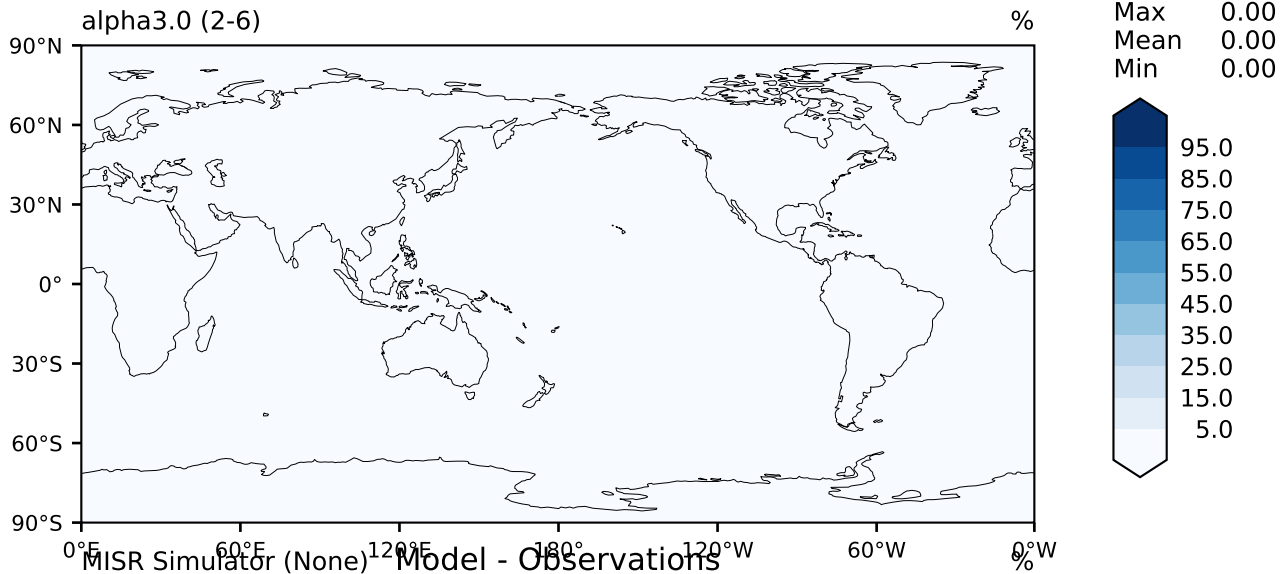 alpha3.0 (2-6) %
Max 0.00
Mean 0.00
Min 0.00
90°N
60°N
30°N
0°
30°S
60°S
90°S
95.0
85.0
75.0
65.0
55.0
45.0
35.0
25.0
15.0
5.0
0°E 60°E 120°E 180° 120°W 60°W 0°W
MISR Simulator (None) Model - Observations %